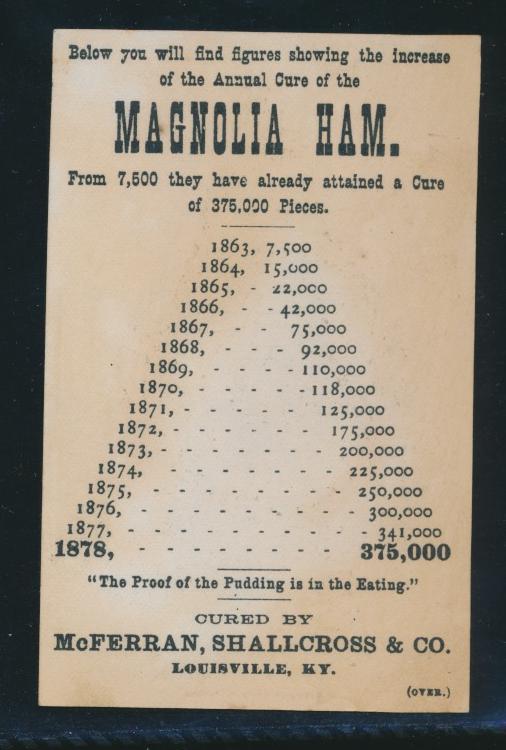 Below you will find figures showing the increase
of the Annual Cure of the
MAGNOLIA HAM.
From 7,500 they have already attained a Cure
of 375,000 Pieces.
1863, 7,500
1864, 15,000
1865, - 22,000
1866, - - 42,000
1867, - - 75,000
1868, - - - 92,000
1869, - - - - 110,000
1870, - - - - - 118,000
1871, - - - - - - 125,000
1872, - - - - - - 175,000
1873, - - - - - - - 200,000
1874, - - - - - - - 225,000
1875, - - - - - - - - 250,000
1876, - - - - - - - - 300,000
1877, - - - - - - - - - 341,000
1878, - - - - - - - - 375,000
"The Proof of the Pudding is in the Eating."
CURED BY
McFERRAN, SHALLCROSS & CO.
LOUISVILLE, KY.
(OVER.)